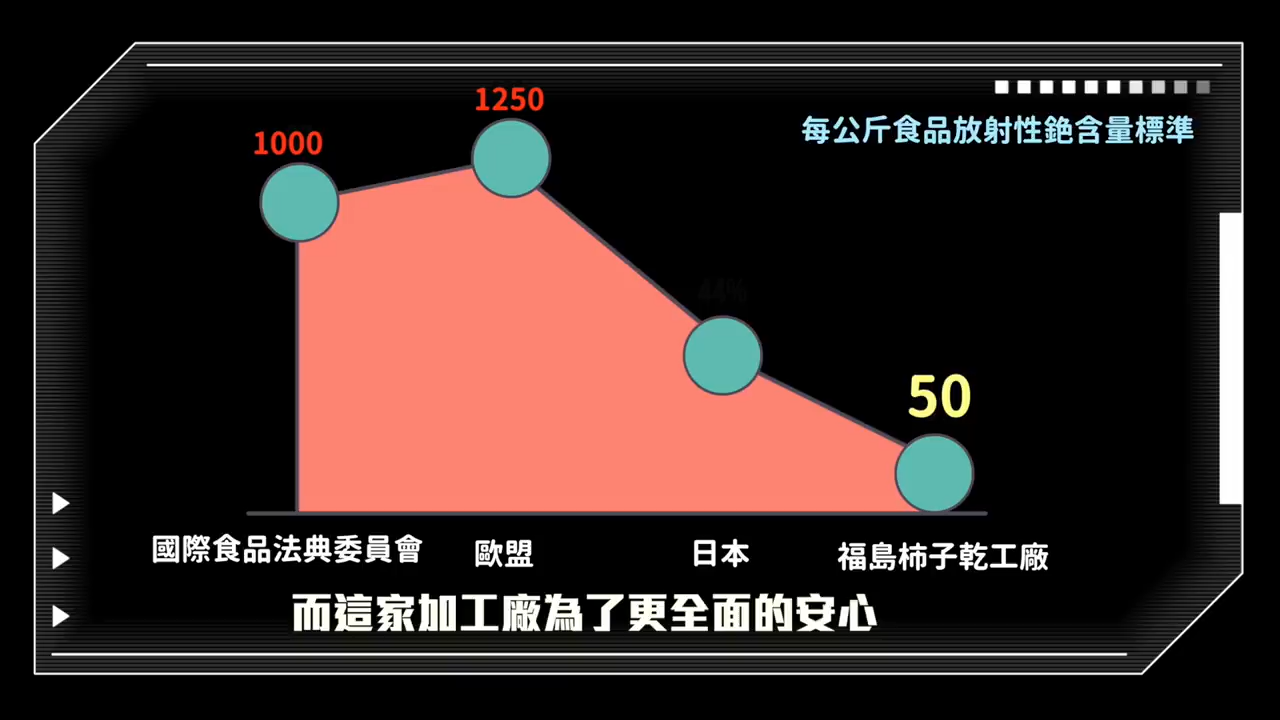 每公斤食品放射性銫含量標準
1000
1250
50
國際食品法典委員會
歐盟
日本
福島柿子乾工廠
而這家加工廠為了更全面的安心